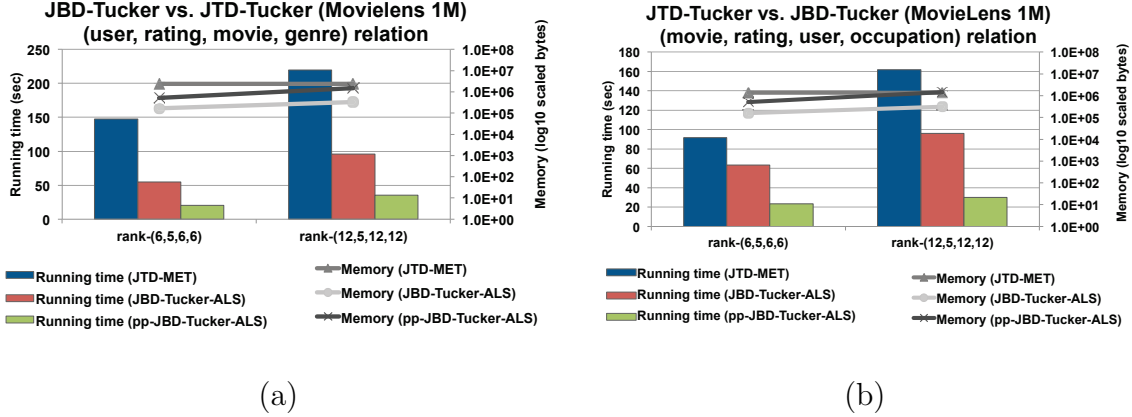 JBD-Tucker vs. JTD-Tucker (Movielens 1M)
(user, rating, movie, genre) relation
Running time (sec)
250
200
150
100
50
0
1.0E+08
1.0E+07
1.0E+06
1.0E+05
1.0E+04
1.0E+03
1.0E+02
1.0E+01
1.0E+00
Memory (log10 scaled bytes)
rank-(6,5,6,6)
rank-(12,5,12,12)
Running time (JTD-MET)
Running time (JBD-Tucker-ALS)
Running time (pp-JBD-Tucker-ALS)
Memory (JTD-MET)
Memory (JBD-Tucker-ALS)
Memory (pp-JBD-Tucker-ALS)
(a)
JTD-Tucker vs. JBD-Tucker (MovieLens 1M)
(movie, rating, user, occupation) relation
Running time (sec)
180
160
140
120
100
80
60
40
20
0
1.0E+08
1.0E+07
1.0E+06
1.0E+05
1.0E+04
1.0E+03
1.0E+02
1.0E+01
1.0E+00
Memory (log10 scaled bytes)
rank-(6,5,6,6)
rank-(12,5,12,12)
Running time (JTD-MET)
Running time (JBD-Tucker-ALS)
Running time (pp-JBD-Tucker-ALS)
Memory (JTD-MET)
Memory (JBD-Tucker-ALS)
Memory (pp-JBD-Tucker-ALS)
(b)